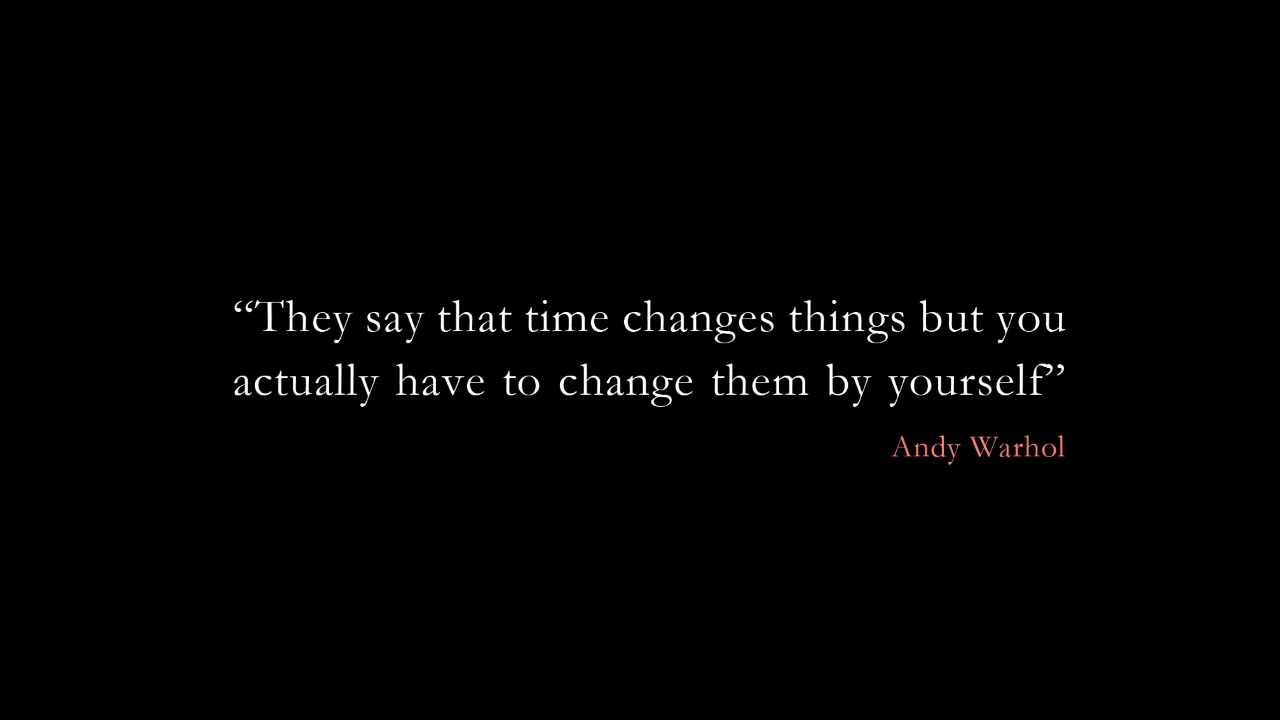 “They say that time changes things but you
actually have to change them by yourself”
Andy Warhol